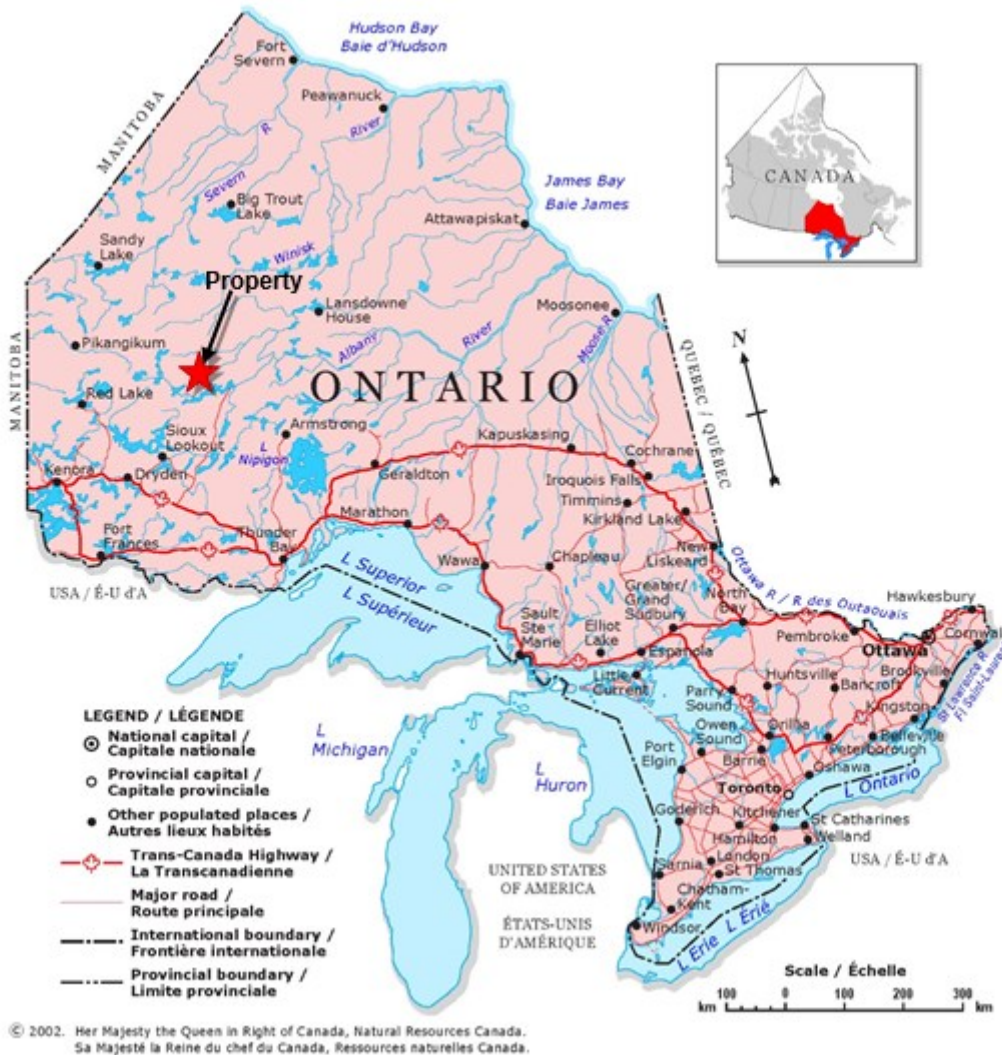 Hudson Bay
Baie d'Hudson
Fort
Severn
Peawanuck
MANITOBA
River
R
Severn
James Bay
Baie James
CANADA
Big Trout
Lake
Attawapiskat
Sandy
Lake
Winisk
Property
Lansdowne
House
Moosonee
Albany
River
Moose R
Pikangikum
MANITOBA
QUEBEC / QUÉBEC
N
ONTARIO
Red Lake
Armstrong
Sioux
Lookout
L
Nipigon
Kapuskasing
Cochrane
Kenora
Dryden
Geraldton
Iroquois Falls
Timmins
Kirkland Lake
Marathon
Fort
Frances
Thunder
Bay
Wawa
Chapleau
New
Liskeard
Ottawa R / R des Outaouais
USA / É-U d'A
L Superior
L Supérieur
Greater/
Grand
Sudbury
North
Bay
Hawkesbury
Sault
Ste
Marie
Elliot
Lake
Espanola
Pembroke
Ottawa
Cornwall
Little
Current
Huntsville
Bancroft
Brockville
St Lawrence R
Fl Saint-Laurent
Parry
Sound
Kingston
LEGEND / LÉGENDE
National capital /
Capitale nationale
Provincial capital /
Capitale provinciale
Other populated places /
Autres lieux habités
Trans-Canada Highway /
La Transcanadienne
Major road /
Route principale
International boundary /
Frontière internationale
Provincial boundary /
Limite provinciale
L
Michigan
L
Huron
Owen
Sound
Orillia
Belleville
Port
Elgin
Barrie
Peterborough
Oshawa
Toronto
L Ontario
Goderich
Kitchener
St Catharines
Hamilton
Welland
London
Sarnia
St Thomas
USA / É-U d'A
UNITED STATES
OF AMERICA
Chatham-
Kent
ÉTATS-UNIS
D'AMÉRIQUE
Windsor
L Erie L Érié
Scale / Échelle
100 0 100 200 300
km km
© 2002. Her Majesty the Queen in Right of Canada, Natural Resources Canada.
Sa Majesté la Reine du chef du Canada, Ressources naturelles Canada.